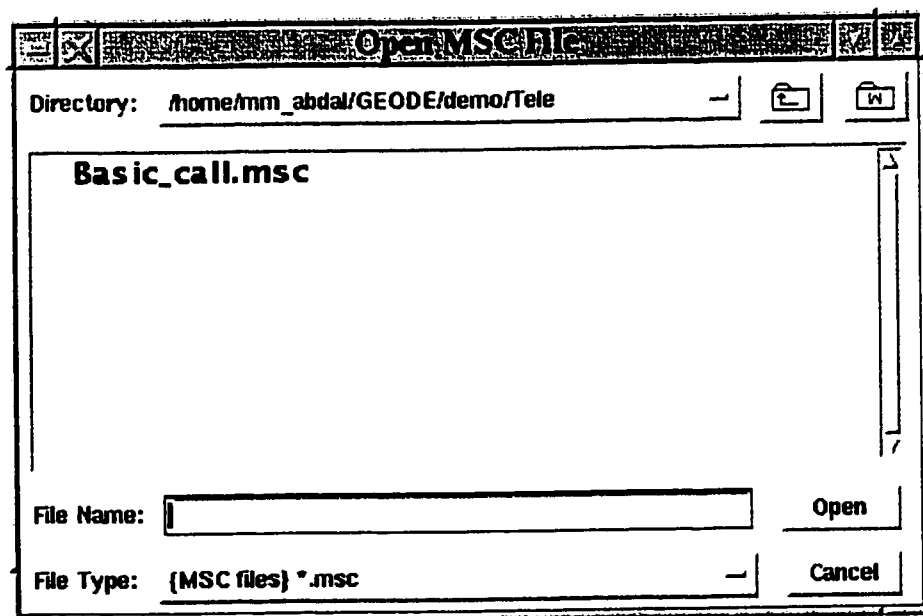 Open MSC File
Directory: /home/mm_abdal/GEODE/demo/Tele
W
Basic_call.msc
File Name:
Open
File Type: {MSC files} *.msc
Cancel